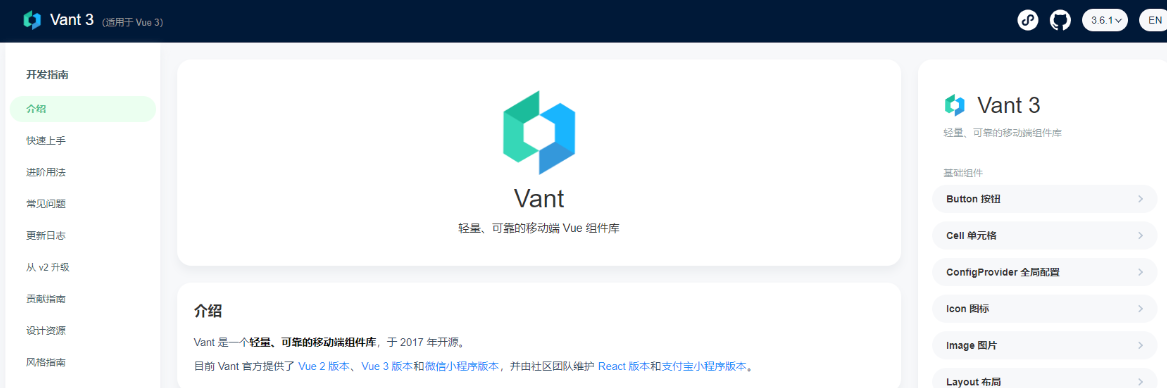 Vant 3 (适用于 Vue 3)
3.6.1
EN
开发指南
介绍
快速上手
进阶用法
常见问题
更新日志
从 v2 升级
贡献指南
设计资源
风格指南
Vant
轻量、可靠的移动端 Vue 组件库
介绍
Vant 是一个轻量、可靠的移动端组件库，于 2017 年开源。
目前 Vant 官方提供了 Vue 2 版本、Vue 3 版本和微信小程序版本，并由社区团队维护 React 版本和支付宝小程序版本。
Vant 3
轻量、可靠的移动端组件库
基础组件
Button 按钮
Cell 单元格
ConfigProvider 全局配置
Icon 图标
Image 图片
Layout 布局